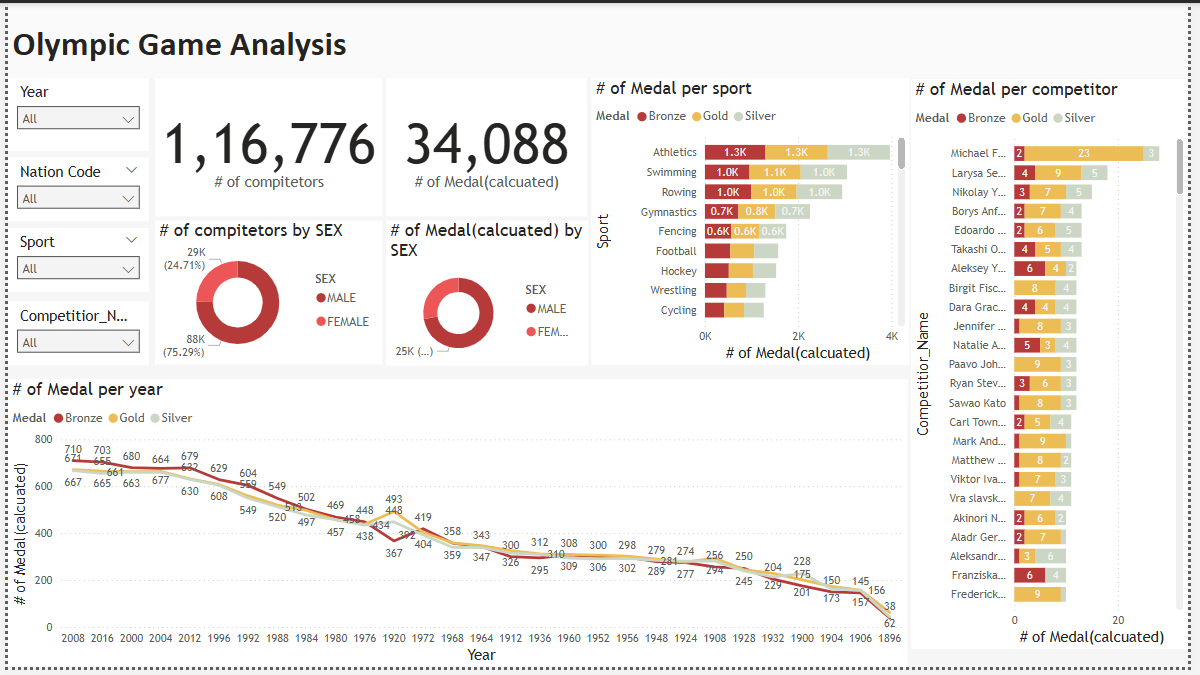 Olympic Game Analysis
Year
All
Nation Code
All
Sport
All
Competitior_N...
All
1,16,776
# of compitetors
34,088
# of Medal(calcuated)
# of compitetors by SEX
29K
(24.71%)
88K
(75.29%)
SEX
MALE
FEMALE
# of Medal(calcuated) by
SEX
25K (...)
SEX
MALE
FEM...
# of Medal per sport
Medal Bronze Gold Silver
Sport
Athletics 1.3K 1.3K 1.3K
Swimming 1.0K 1.1K 1.0K
Rowing 1.0K 1.0K 1.0K
Gymnastics 0.7K 0.8K 0.7K
Fencing 0.6K 0.6K 0.6K
Football
Hockey
Wrestling
Cycling
0K 2K 4K
# of Medal(calcuated)
# of Medal per competitor
Medal Bronze Gold Silver
Competitior_Name
Michael F... 2 23 3
Larysa Se... 4 9 5
Nikolay Y... 3 7 5
Borys Anf... 2 7 4
Edoardo ... 2 6 5
Takashi O... 4 5 4
Aleksey Y... 6 4 2
Birgit Fisc... 8 4
Dara Grac... 4 4 4
Jennifer ... 8 3
Natalie A... 5 3 4
Paavo Joh... 9 3
Ryan Stev... 3 6 3
Sawao Kato 8 3
Carl Town... 2 5 4
Mark And... 9
Matthew ... 8 2
Viktor Iva... 7 3
Vra slavsk... 7 4
Akinori N... 2 6 2
Aladr Ger... 2 7
Aleksandr... 3 6
Franziska... 6 4
Frederick... 9
0 20
# of Medal(calcuated)
# of Medal per year
Medal Bronze Gold Silver
# of Medal(calcuated)
800
600
400
200
0
710 703 680 664 679 629 604 549 502 469 448 493 419 358 343 300 312 308 300 298 279 274 256 250 204 228 150 145 38
671 655 661 632 559 513 458 434 448 392 310 281 175 156
667 665 663 677 630 608 549 520 497 457 438 367 404 359 347 326 295 309 306 302 289 277 294 245 229 201 173 157 62
2008 2016 2000 2004 2012 1996 1992 1988 1984 1980 1976 1920 1972 1968 1964 1912 1936 1960 1952 1956 1948 1924 1908 1928 1932 1900 1904 1906 1896
Year